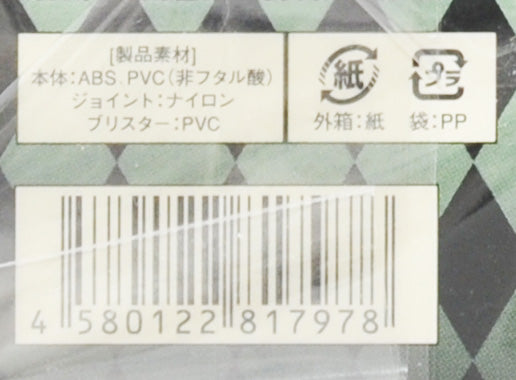 [製品素材]
本体:ABS.PVC(非フタル酸)
ジョイント:ナイロン
ブリスター:PVC
紙
プラ
外箱:紙
袋:PP
4 580122 817978